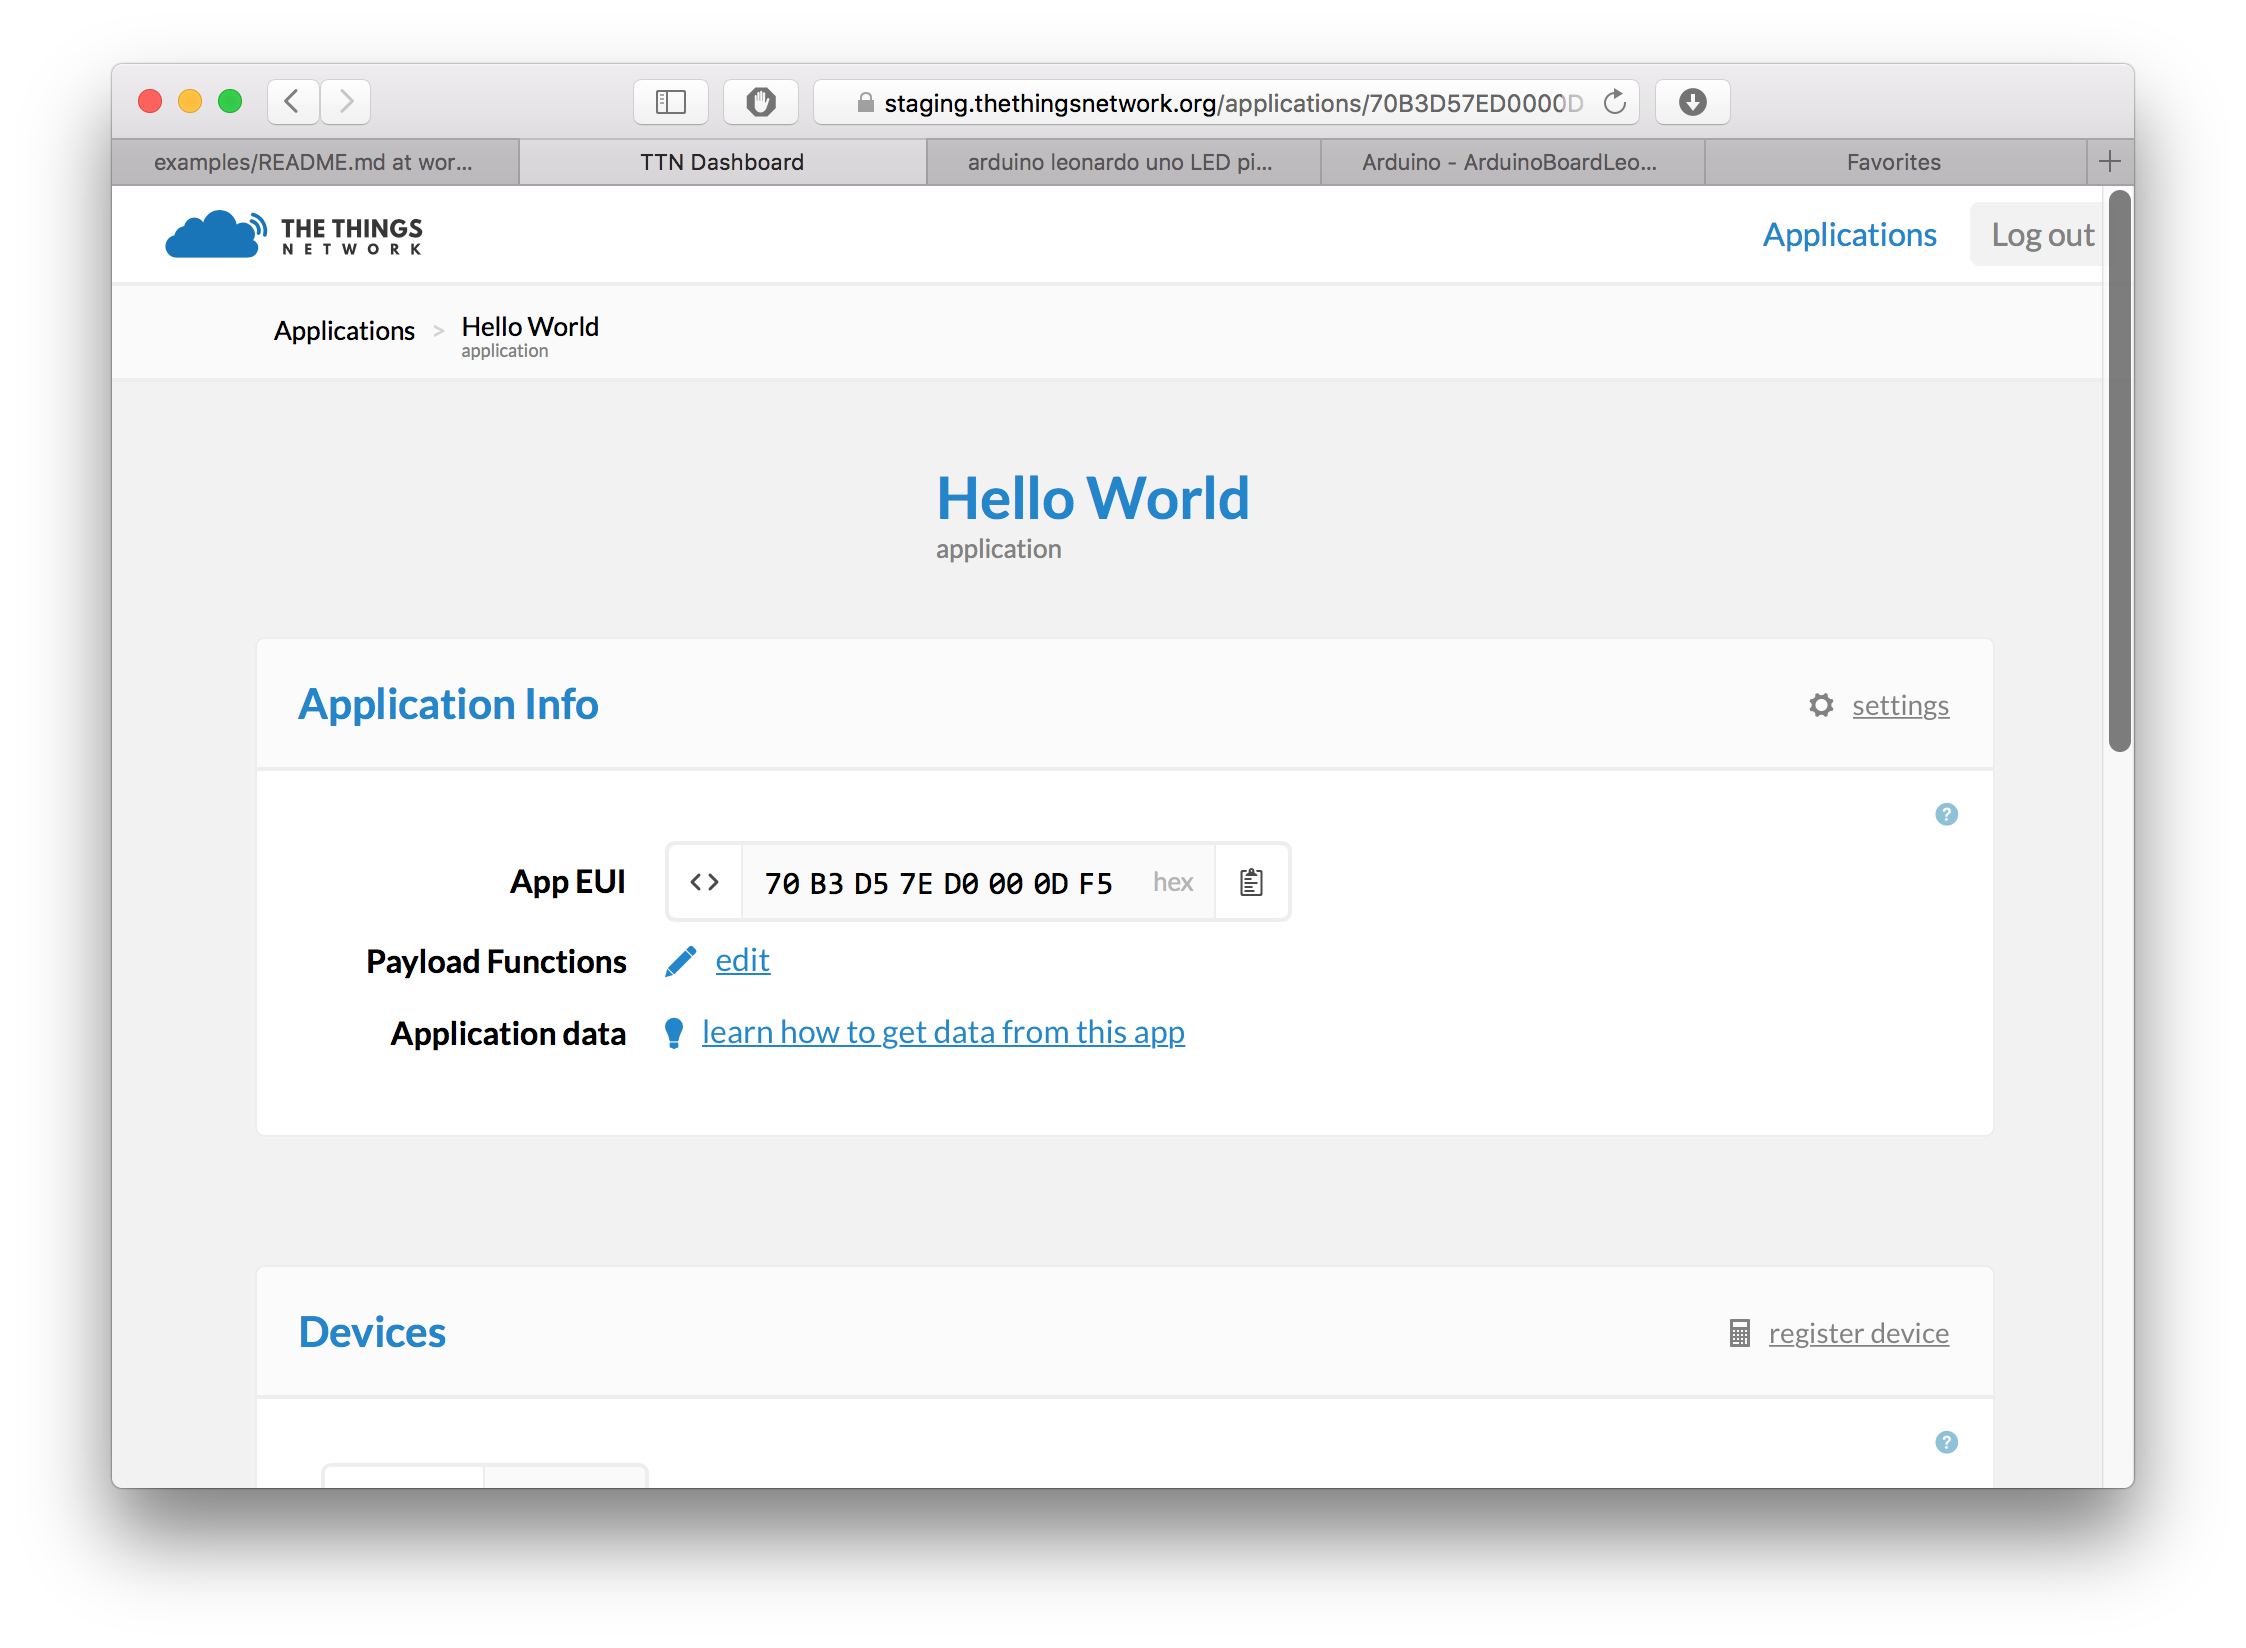 staging.thethingsnetwork.org/applications/70B3D57ED0000D
examples/README.md at wor...
TTN Dashboard
arduino leonardo uno LED pi...
Arduino - ArduinoBoardLeo...
Favorites
THE THINGS
NETWORK
Applications
Log out
Applications > Hello World
application
Hello World
application
Application Info
settings
?
App EUI
<> 70 B3 D5 7E D0 00 0D F5 hex
Payload Functions
edit
Application data
learn how to get data from this app
Devices
register device
?